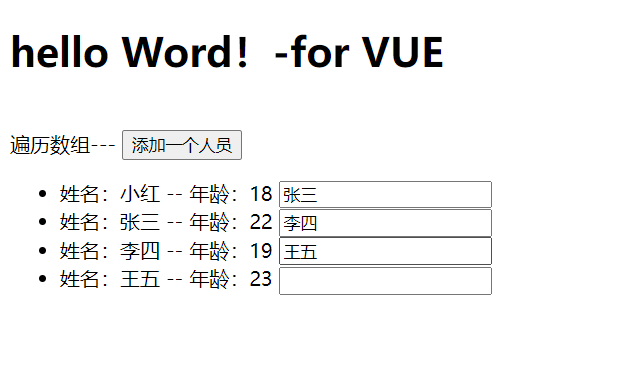 hello Word！-for VUE
遍历数组--- 添加一个人员
姓名：小红 -- 年龄：18 张三
姓名：张三 -- 年龄：22 李四
姓名：李四 -- 年龄：19 王五
姓名：王五 -- 年龄：23